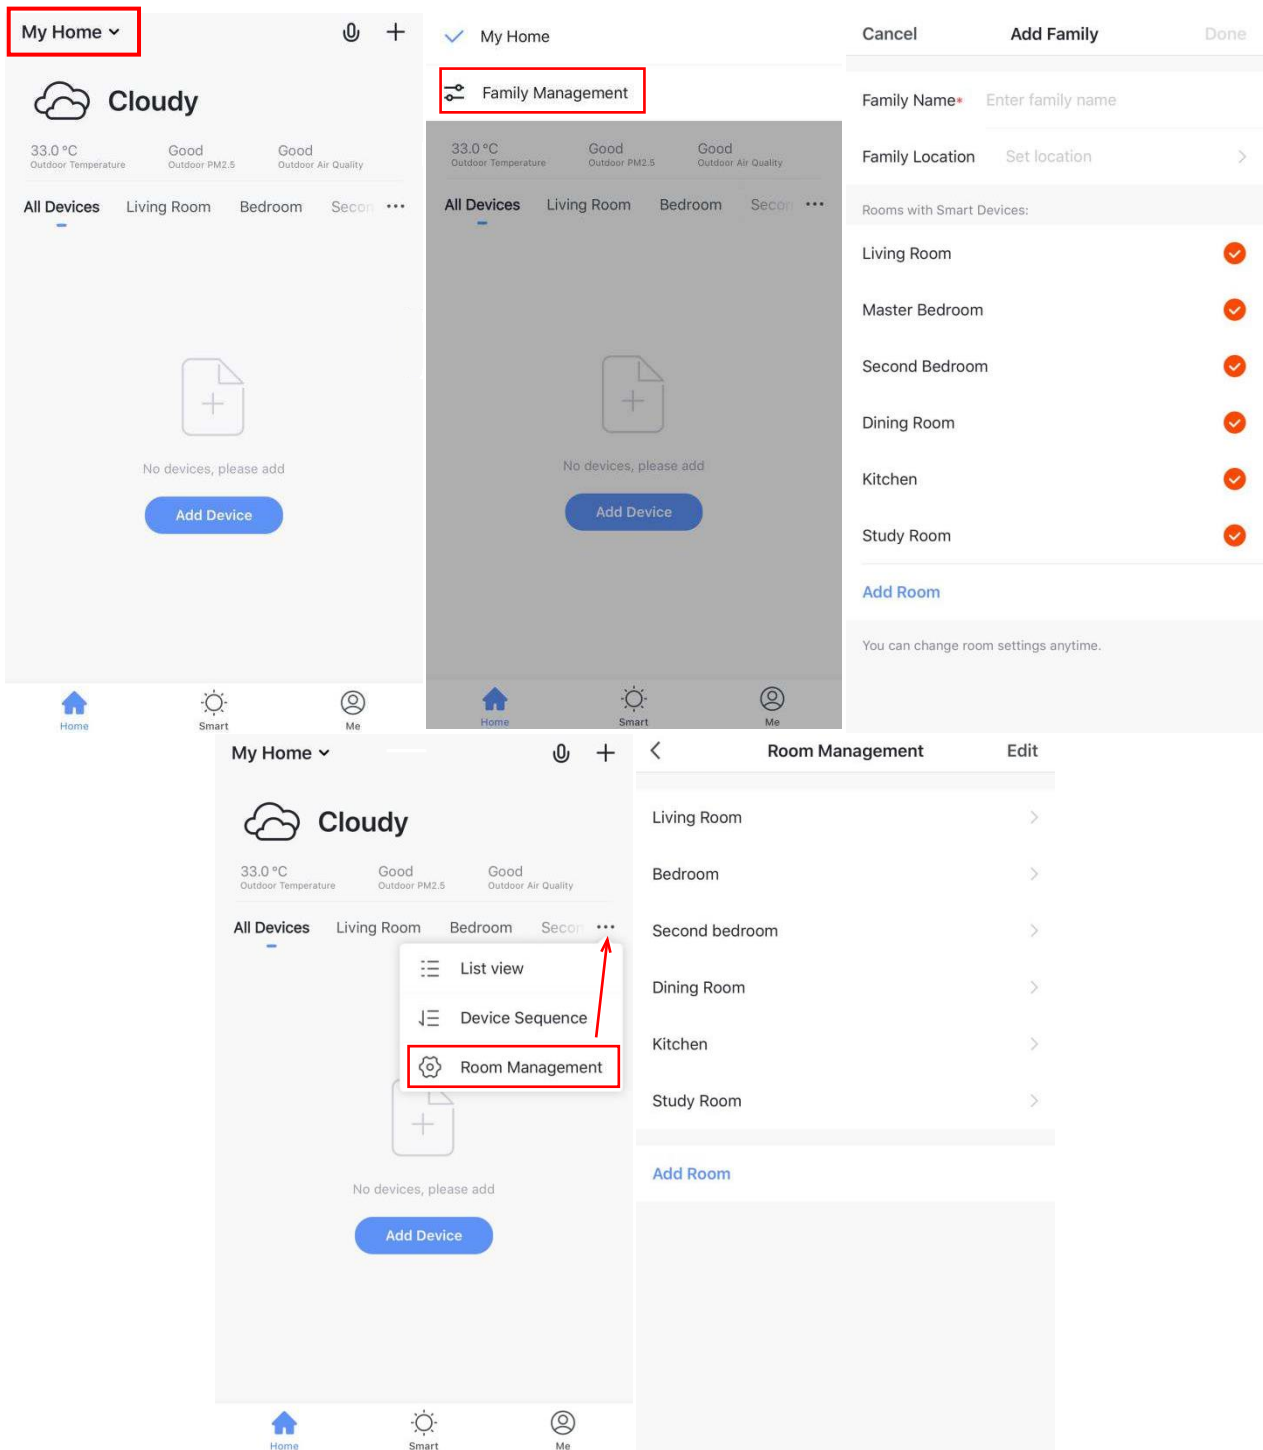 My Home
Cloudy
33.0 °C Good Good
Outdoor Temperature Outdoor PM2.5 Outdoor Air Quality
All Devices Living Room Bedroom Secon
No devices, please add
Add Device
Home Smart Me
My Home
Family Management
33.0 °C Good Good
Outdoor Temperature Outdoor PM2.5 Outdoor Air Quality
All Devices Living Room Bedroom Secon
No devices, please add
Add Device
Home Smart Me
Cancel Add Family Done
Family Name* Enter family name
Family Location Set location
Rooms with Smart Devices:
Living Room
Master Bedroom
Second Bedroom
Dining Room
Kitchen
Study Room
Add Room
You can change room settings anytime.
My Home
Cloudy
33.0 °C Good Good
Outdoor Temperature Outdoor PM2.5 Outdoor Air Quality
All Devices Living Room Bedroom Secon
List view
Device Sequence
Room Management
No devices, please add
Add Device
Home Smart Me
Room Management Edit
Living Room
Bedroom
Second bedroom
Dining Room
Kitchen
Study Room
Add Room